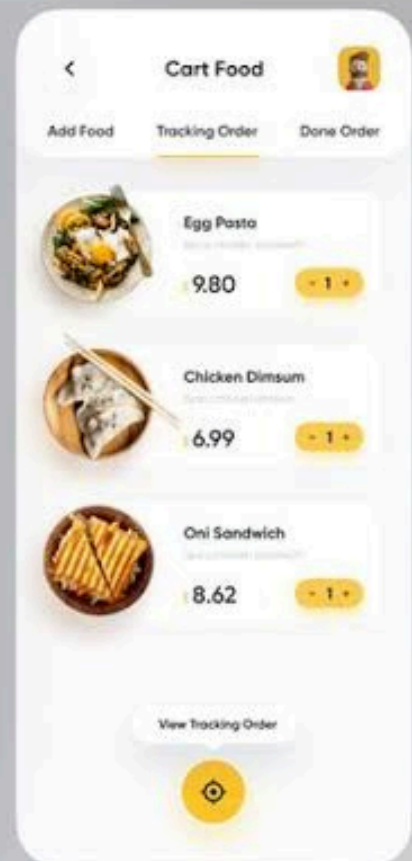 Cart Food
Add Food Tracking Order Done Order
Egg Pasta
9.80 - 1 +
Chicken Dimsum
6.99 - 1 +
Oni Sandwich
8.62 - 1 +
View Tracking Order